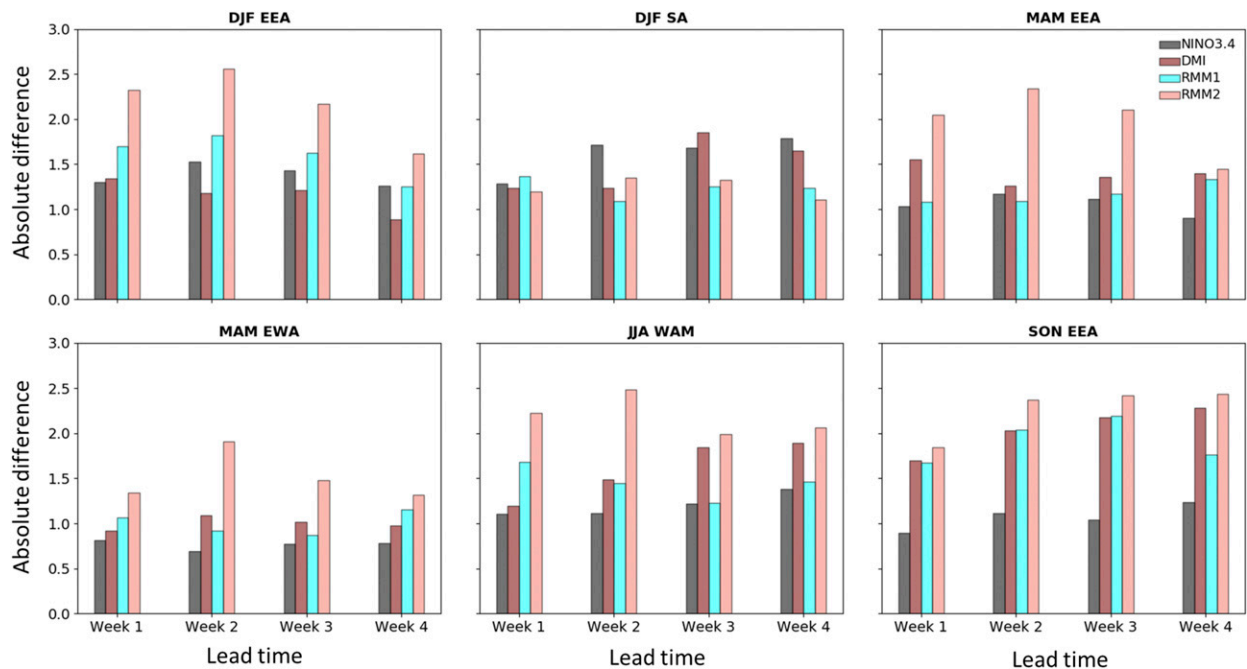 DJF EEA
DJF SA
MAM EEA
Absolute difference
3.0
2.5
2.0
1.5
1.0
0.5
0.0
NINO3.4
DMI
RMM1
RMM2
MAM EWA
JJA WAM
SON EEA
Absolute difference
3.0
2.5
2.0
1.5
1.0
0.5
0.0
Week 1 Week 2 Week 3 Week 4
Week 1 Week 2 Week 3 Week 4
Week 1 Week 2 Week 3 Week 4
Lead time
Lead time
Lead time